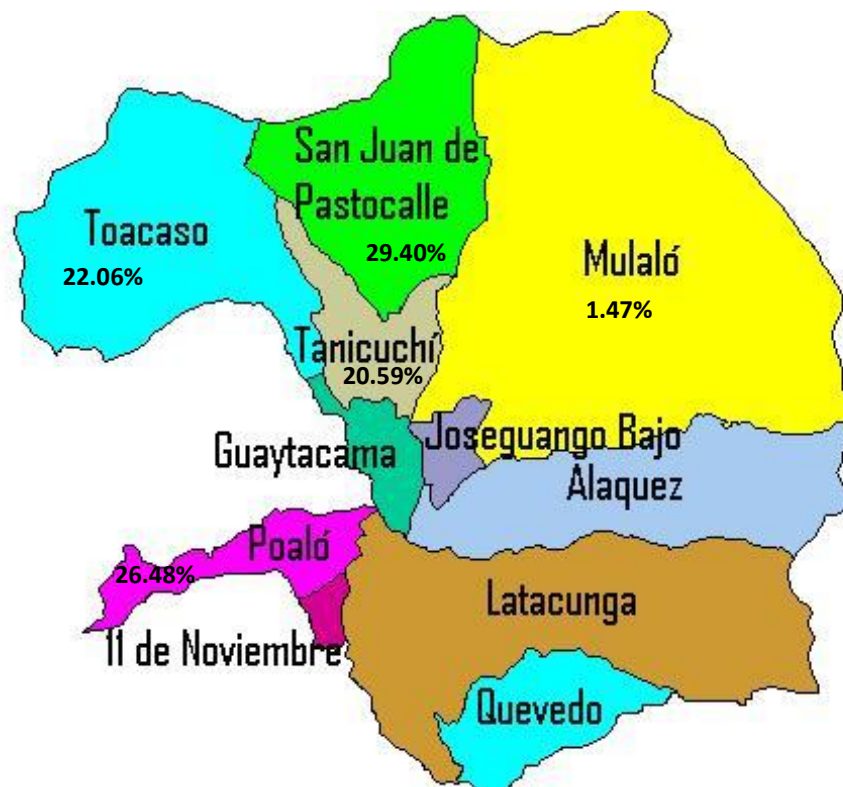 San Juan de
Pastocalle
29.40%
Toacaso
22.06%
Mulaló
1.47%
Tanicuchí
20.59%
Guaytacama
Joseguango Bajo
Alaquez
Poaló
26.48%
Latacunga
11 de Noviembre
Quevedo